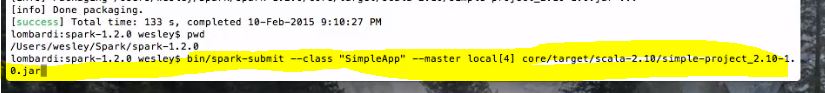 [info] Done packaging.
[success] Total time: 133 s, completed 10-Feb-2015 9:10:27 PM
lombardi:spark-1.2.0 wesley$ pwd
/Users/wesley/Spark/spark-1.2.0
lombardi:spark-1.2.0 wesley$ bin/spark-submit --class "SimpleApp" --master local[4] core/target/scala-2.10/simple-project_2.10-1.
0.jar